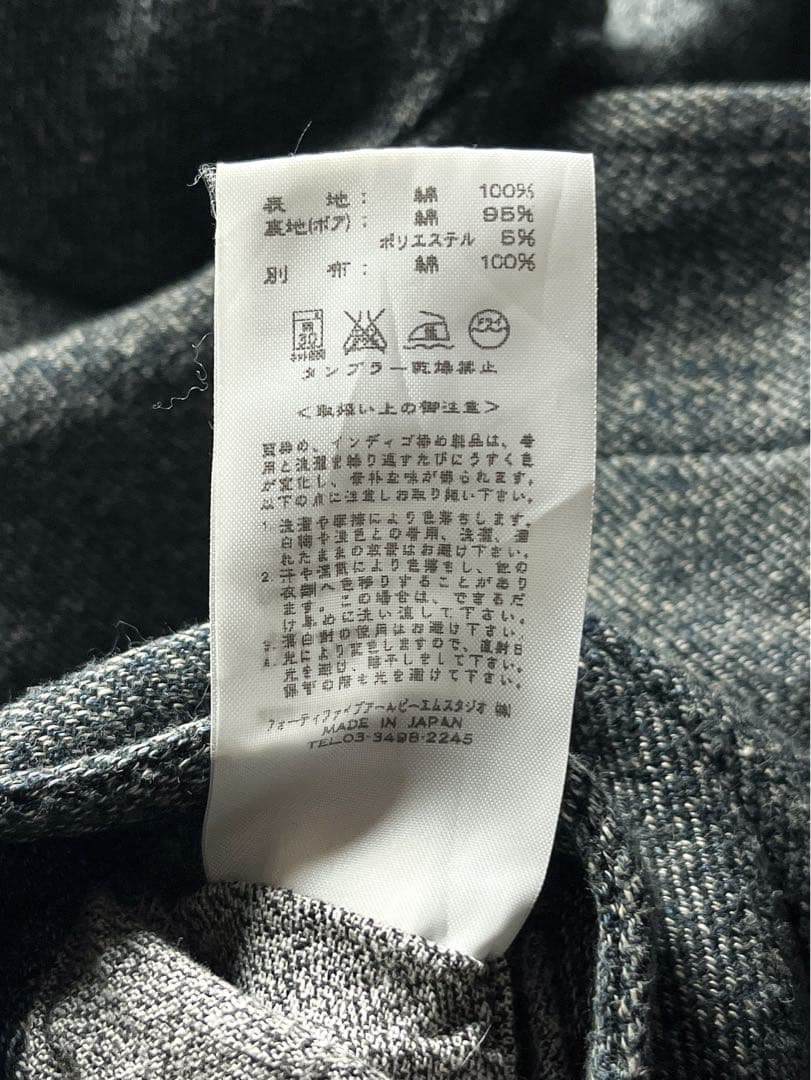 表 地: 綿 100%
裏地(ボア): 綿 95%
ポリエステル 5%
別 布: 綿 100%
30
ドライ
タンブラー乾燥禁止
<取扱い上の御注意>
染め、インディゴ染め製品は、着
用と洗濯を繰り返すたびにうすく色
が変化し、昔朴な味が得られます。
以下の点に注意しお取り扱い下さい。
1. 洗濯や摩擦により色落ちします。
白物や淡色との着用、洗濯、濡
れたままの放置はお避け下さい。
2. 汗や湿気により色落ちし、他の
衣類へ色移りすることがあり
ます。この場合は、できるだ
け早めに洗い流して下さい。
3. 漂白剤の使用はお避け下さい。
4. 光により変色しますので、直射日
光を避け、陰干しをして下さい。
保管の際も光を避けて下さい。
フォーティファイブアールピーエムスタジオ ㈱
MADE IN JAPAN
TEL03-3498-2245